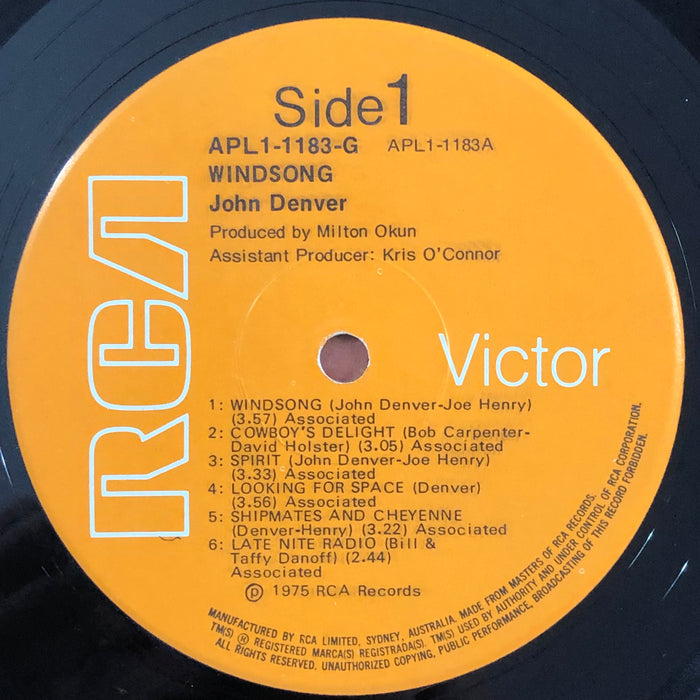 Side 1
APL1-1183-G APL1-1183A
WINDSONG
John Denver
Produced by Milton Okun
Assistant Producer: Kris O'Connor
RCA
Victor
1: WINDSONG (John Denver-Joe Henry)
(3.57) Associated
2: COWBOY'S DELIGHT (Bob Carpenter-
David Holster) (3.05) Associated
3: SPIRIT (John Denver-Joe Henry)
(3.33) Associated
4: LOOKING FOR SPACE (Denver)
(3.56) Associated
5: SHIPMATES AND CHEYENNE
(Denver-Henry) (3.22) Associated
6: LATE NITE RADIO (Bill &
Taffy Danoff) (2.44)
Associated
℗ 1975 RCA Records
MANUFACTURED BY RCA LIMITED, SYDNEY, AUSTRALIA. MADE FROM MASTERS OF RCA RECORDS.
TM(S) ® REGISTERED MARCA(S) REGISTRADA(S). TM(S) USED BY AUTHORITY AND UNDER CONTROL OF RCA CORPORATION.
ALL RIGHTS RESERVED. UNAUTHORIZED COPYING, PUBLIC PERFORMANCE, BROADCASTING OF THIS RECORD FORBIDDEN.